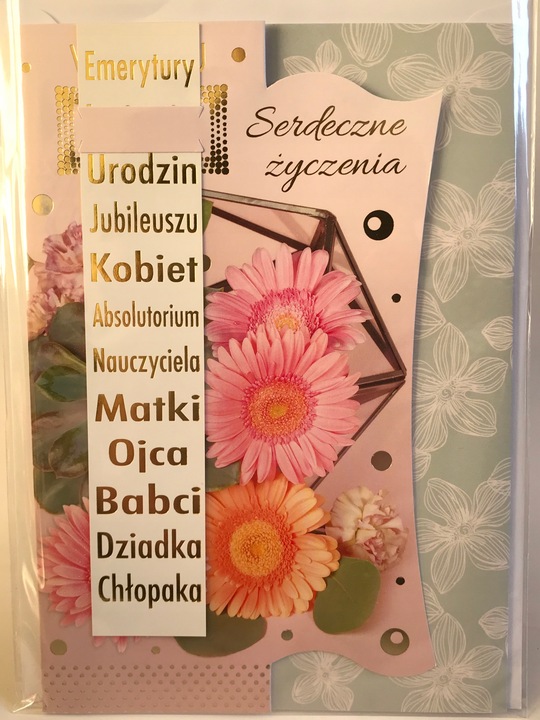 Emerytury
Urodzin
Jubileuszu
Kobiet
Absolutorium
Nauczyciela
Matki
Ojca
Babci
Dziadka
Chłopaka
Serdeczne
życzenia